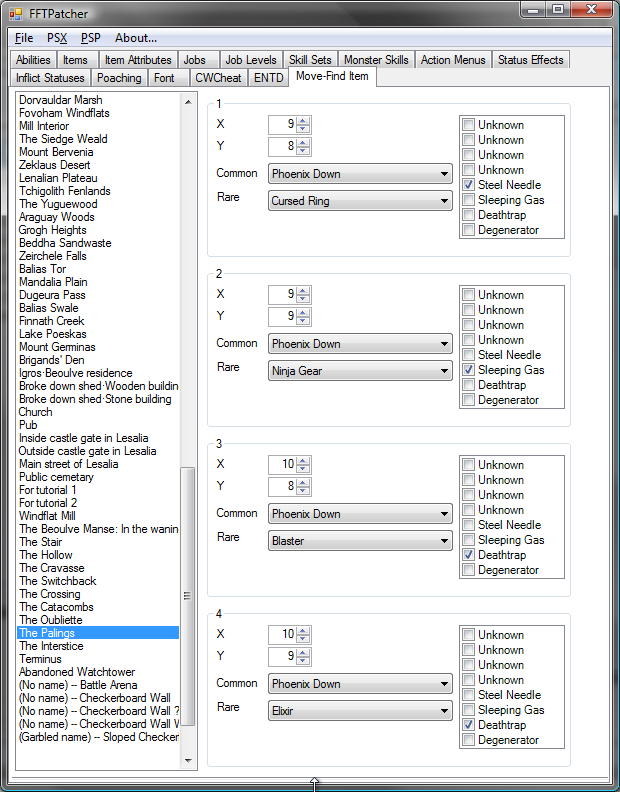 FFTPatcher
File PSX PSP About...
Abilities Items Item Attributes Jobs Job Levels Skill Sets Monster Skills Action Menus Status Effects
Inflict Statuses Poaching Font CWCheat ENTD Move-Find Item
Dorvauldar Marsh
Fovoham Windflats
Mill Interior
The Siedge Weald
Mount Bervenia
Zeklaus Desert
Lenalian Plateau
Tchigolith Fenlands
The Yuguewood
Araguay Woods
Grogh Heights
Beddha Sandwaste
Zeirchele Falls
Balias Tor
Mandalia Plain
Dugeura Pass
Balias Swale
Finnath Creek
Lake Poeskas
Mount Germinas
Brigands' Den
Igros·Beoulve residence
Broke down shed·Wooden buildin
Broke down shed·Stone building
Church
Pub
Inside castle gate in Lesalia
Outside castle gate in Lesalia
Main street of Lesalia
Public cemetary
For tutorial 1
For tutorial 2
Windflat Mill
The Beoulve Manse: In the wanin
The Stair
The Hollow
The Cravasse
The Switchback
The Crossing
The Catacombs
The Oubliette
The Palings
The Interstice
Terminus
Abandoned Watchtower
(No name) -- Battle Arena
(No name) -- Checkerboard Wall
(No name) -- Checkerboard Wall ?
(No name) -- Checkerboard Wall W
(Garbled name) -- Sloped Checker
1
X 9
Y 8
Common Phoenix Down
Rare Cursed Ring
Unknown
Unknown
Unknown
Unknown
Steel Needle
Sleeping Gas
Deathtrap
Degenerator
2
X 9
Y 9
Common Phoenix Down
Rare Ninja Gear
Unknown
Unknown
Unknown
Unknown
Steel Needle
Sleeping Gas
Deathtrap
Degenerator
3
X 10
Y 8
Common Phoenix Down
Rare Blaster
Unknown
Unknown
Unknown
Unknown
Steel Needle
Sleeping Gas
Deathtrap
Degenerator
4
X 10
Y 9
Common Phoenix Down
Rare Elixir
Unknown
Unknown
Unknown
Unknown
Steel Needle
Sleeping Gas
Deathtrap
Degenerator